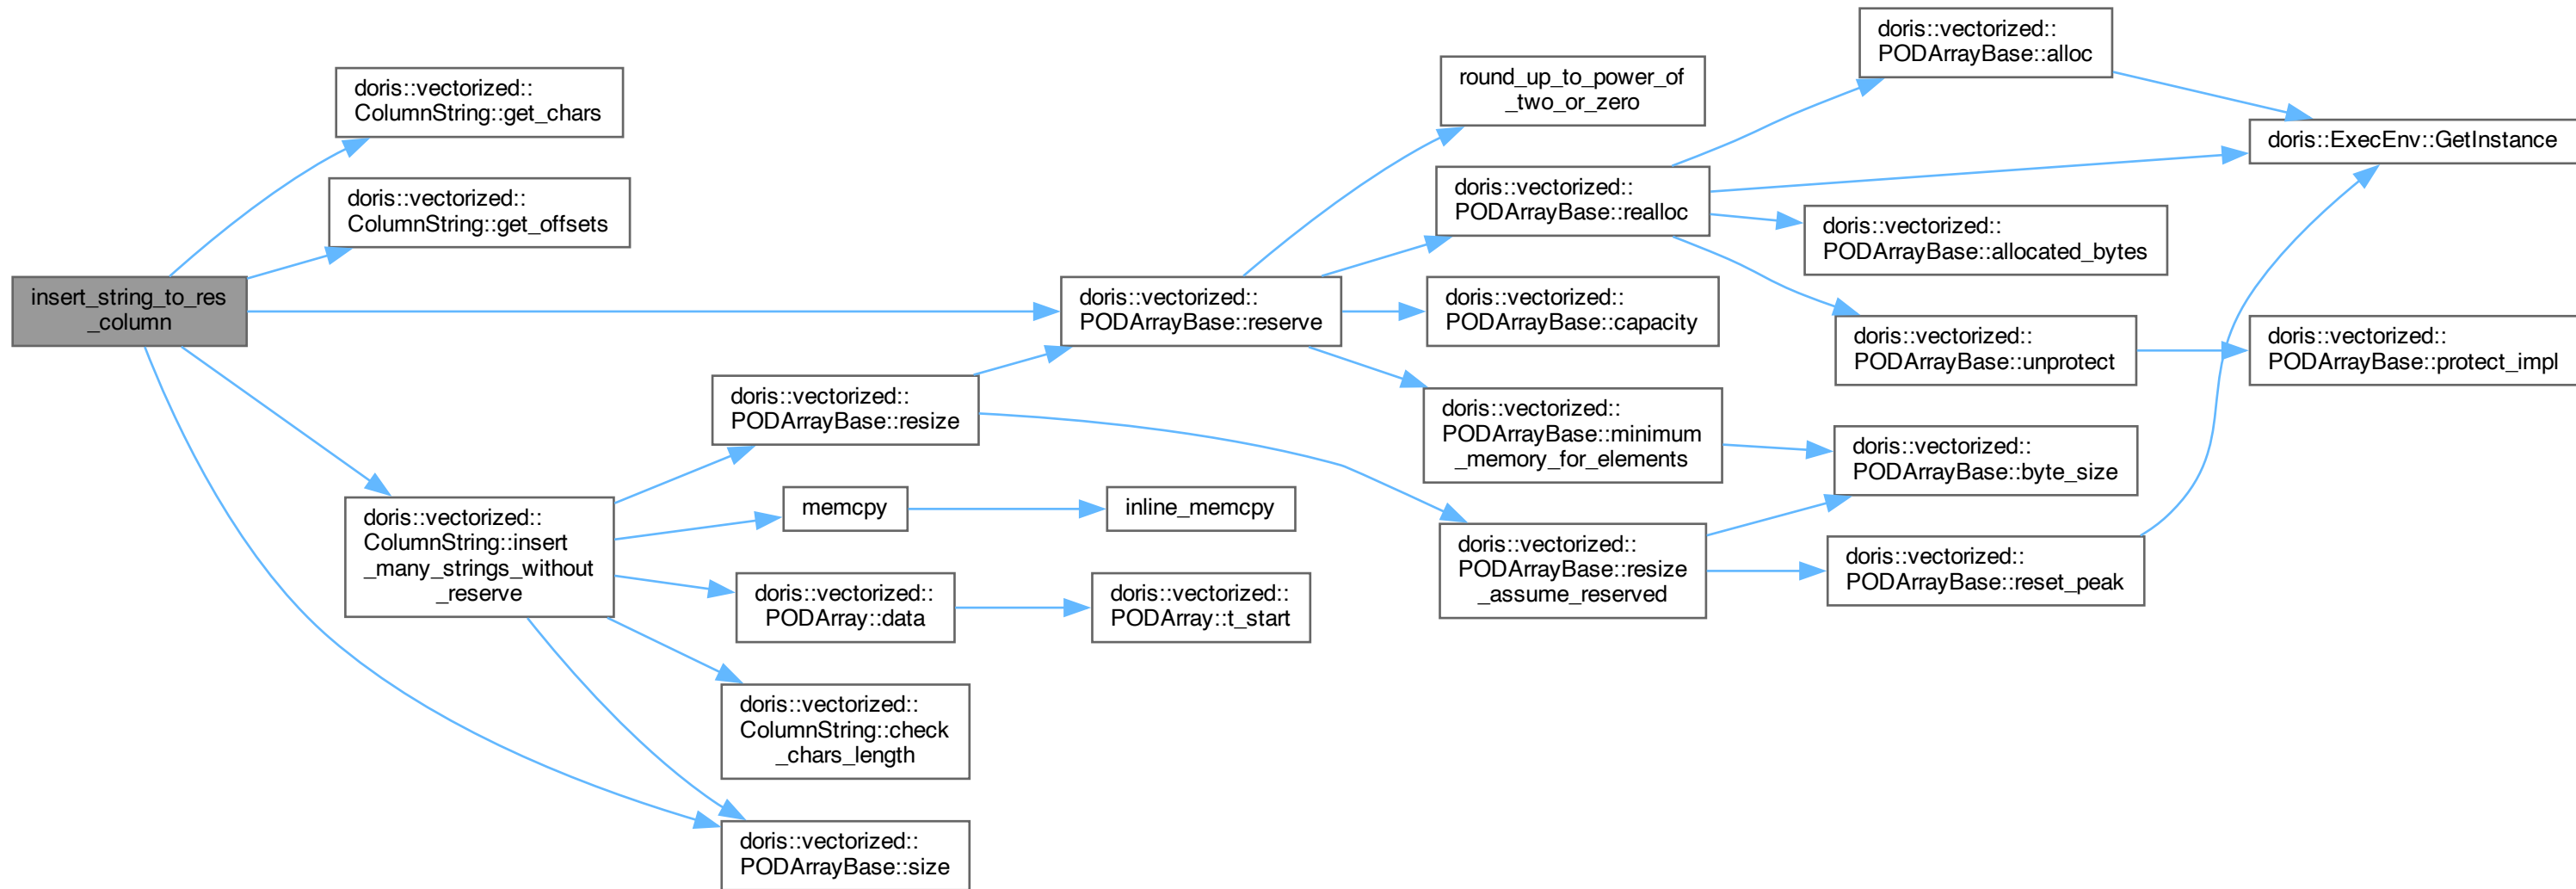 insert_string_to_res
_column
doris::vectorized::
ColumnString::get_chars
doris::vectorized::
ColumnString::get_offsets
doris::vectorized::
ColumnString::insert
_many_strings_without
_reserve
doris::vectorized::
PODArrayBase::resize
memcpy
doris::vectorized::
PODArray::data
doris::vectorized::
ColumnString::check
_chars_length
doris::vectorized::
PODArrayBase::size
doris::vectorized::
PODArrayBase::reserve
inline_memcpy
doris::vectorized::
PODArray::t_start
round_up_to_power_of
_two_or_zero
doris::vectorized::
PODArrayBase::realloc
doris::vectorized::
PODArrayBase::capacity
doris::vectorized::
PODArrayBase::minimum
_memory_for_elements
doris::vectorized::
PODArrayBase::resize
_assume_reserved
doris::vectorized::
PODArrayBase::alloc
doris::vectorized::
PODArrayBase::allocated_bytes
doris::vectorized::
PODArrayBase::unprotect
doris::vectorized::
PODArrayBase::byte_size
doris::vectorized::
PODArrayBase::reset_peak
doris::ExecEnv::GetInstance
doris::vectorized::
PODArrayBase::protect_impl